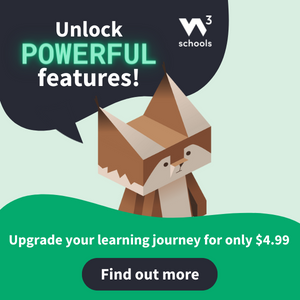 Unlock
POWERFUL
features!
w3
schools
Upgrade your learning journey for only $4.99
Find out more